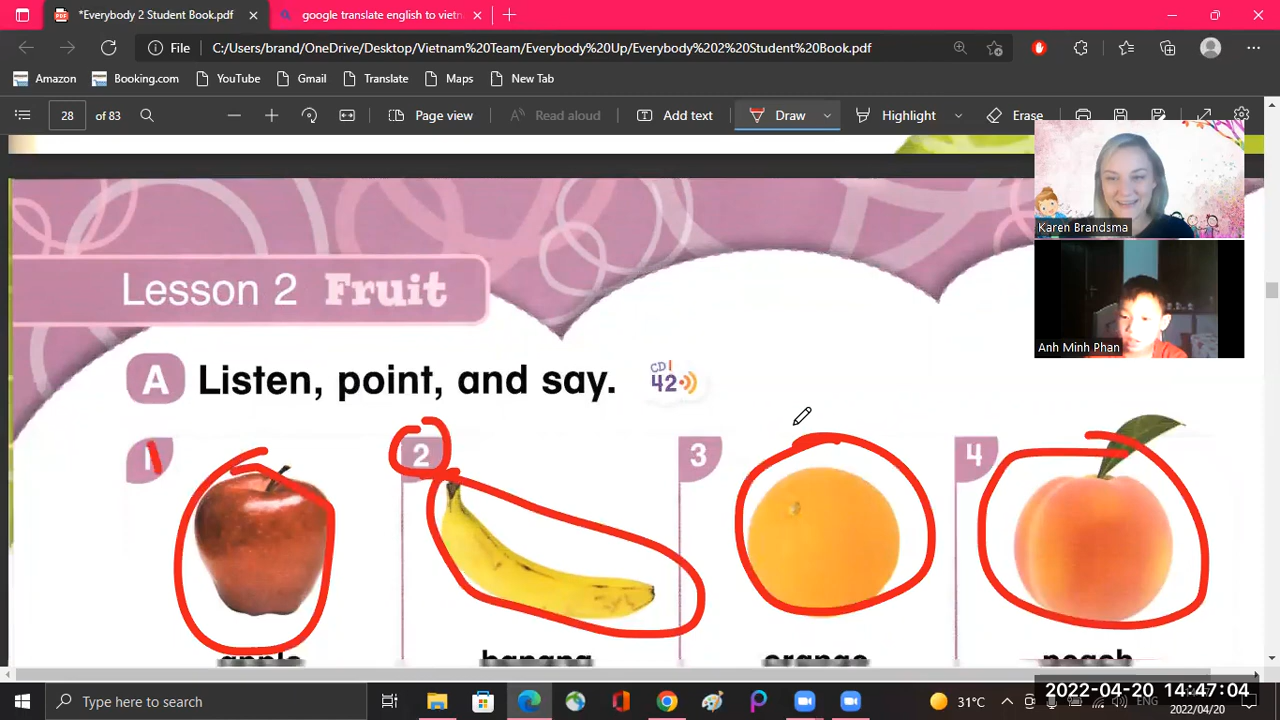 *Everybody 2 Student Book.pdf
google translate english to vietn
File C:/Users/brand/OneDrive/Desktop/Vietnam%20Team/Everybody%20Up/Everybody%202%20Student%20Book.pdf
Amazon Booking.com YouTube Gmail Translate Maps New Tab
28 of 83 Page view Read aloud Add text Draw Highlight Erase
Karen Brandsma
Anh Minh Phan
Lesson 2 Fruit
A Listen, point, and say. CD1 42
1 2 3 4
apple banana orange peach
Type here to search
31°C ENG
2022-04-20 14:47:04
2022/04/20